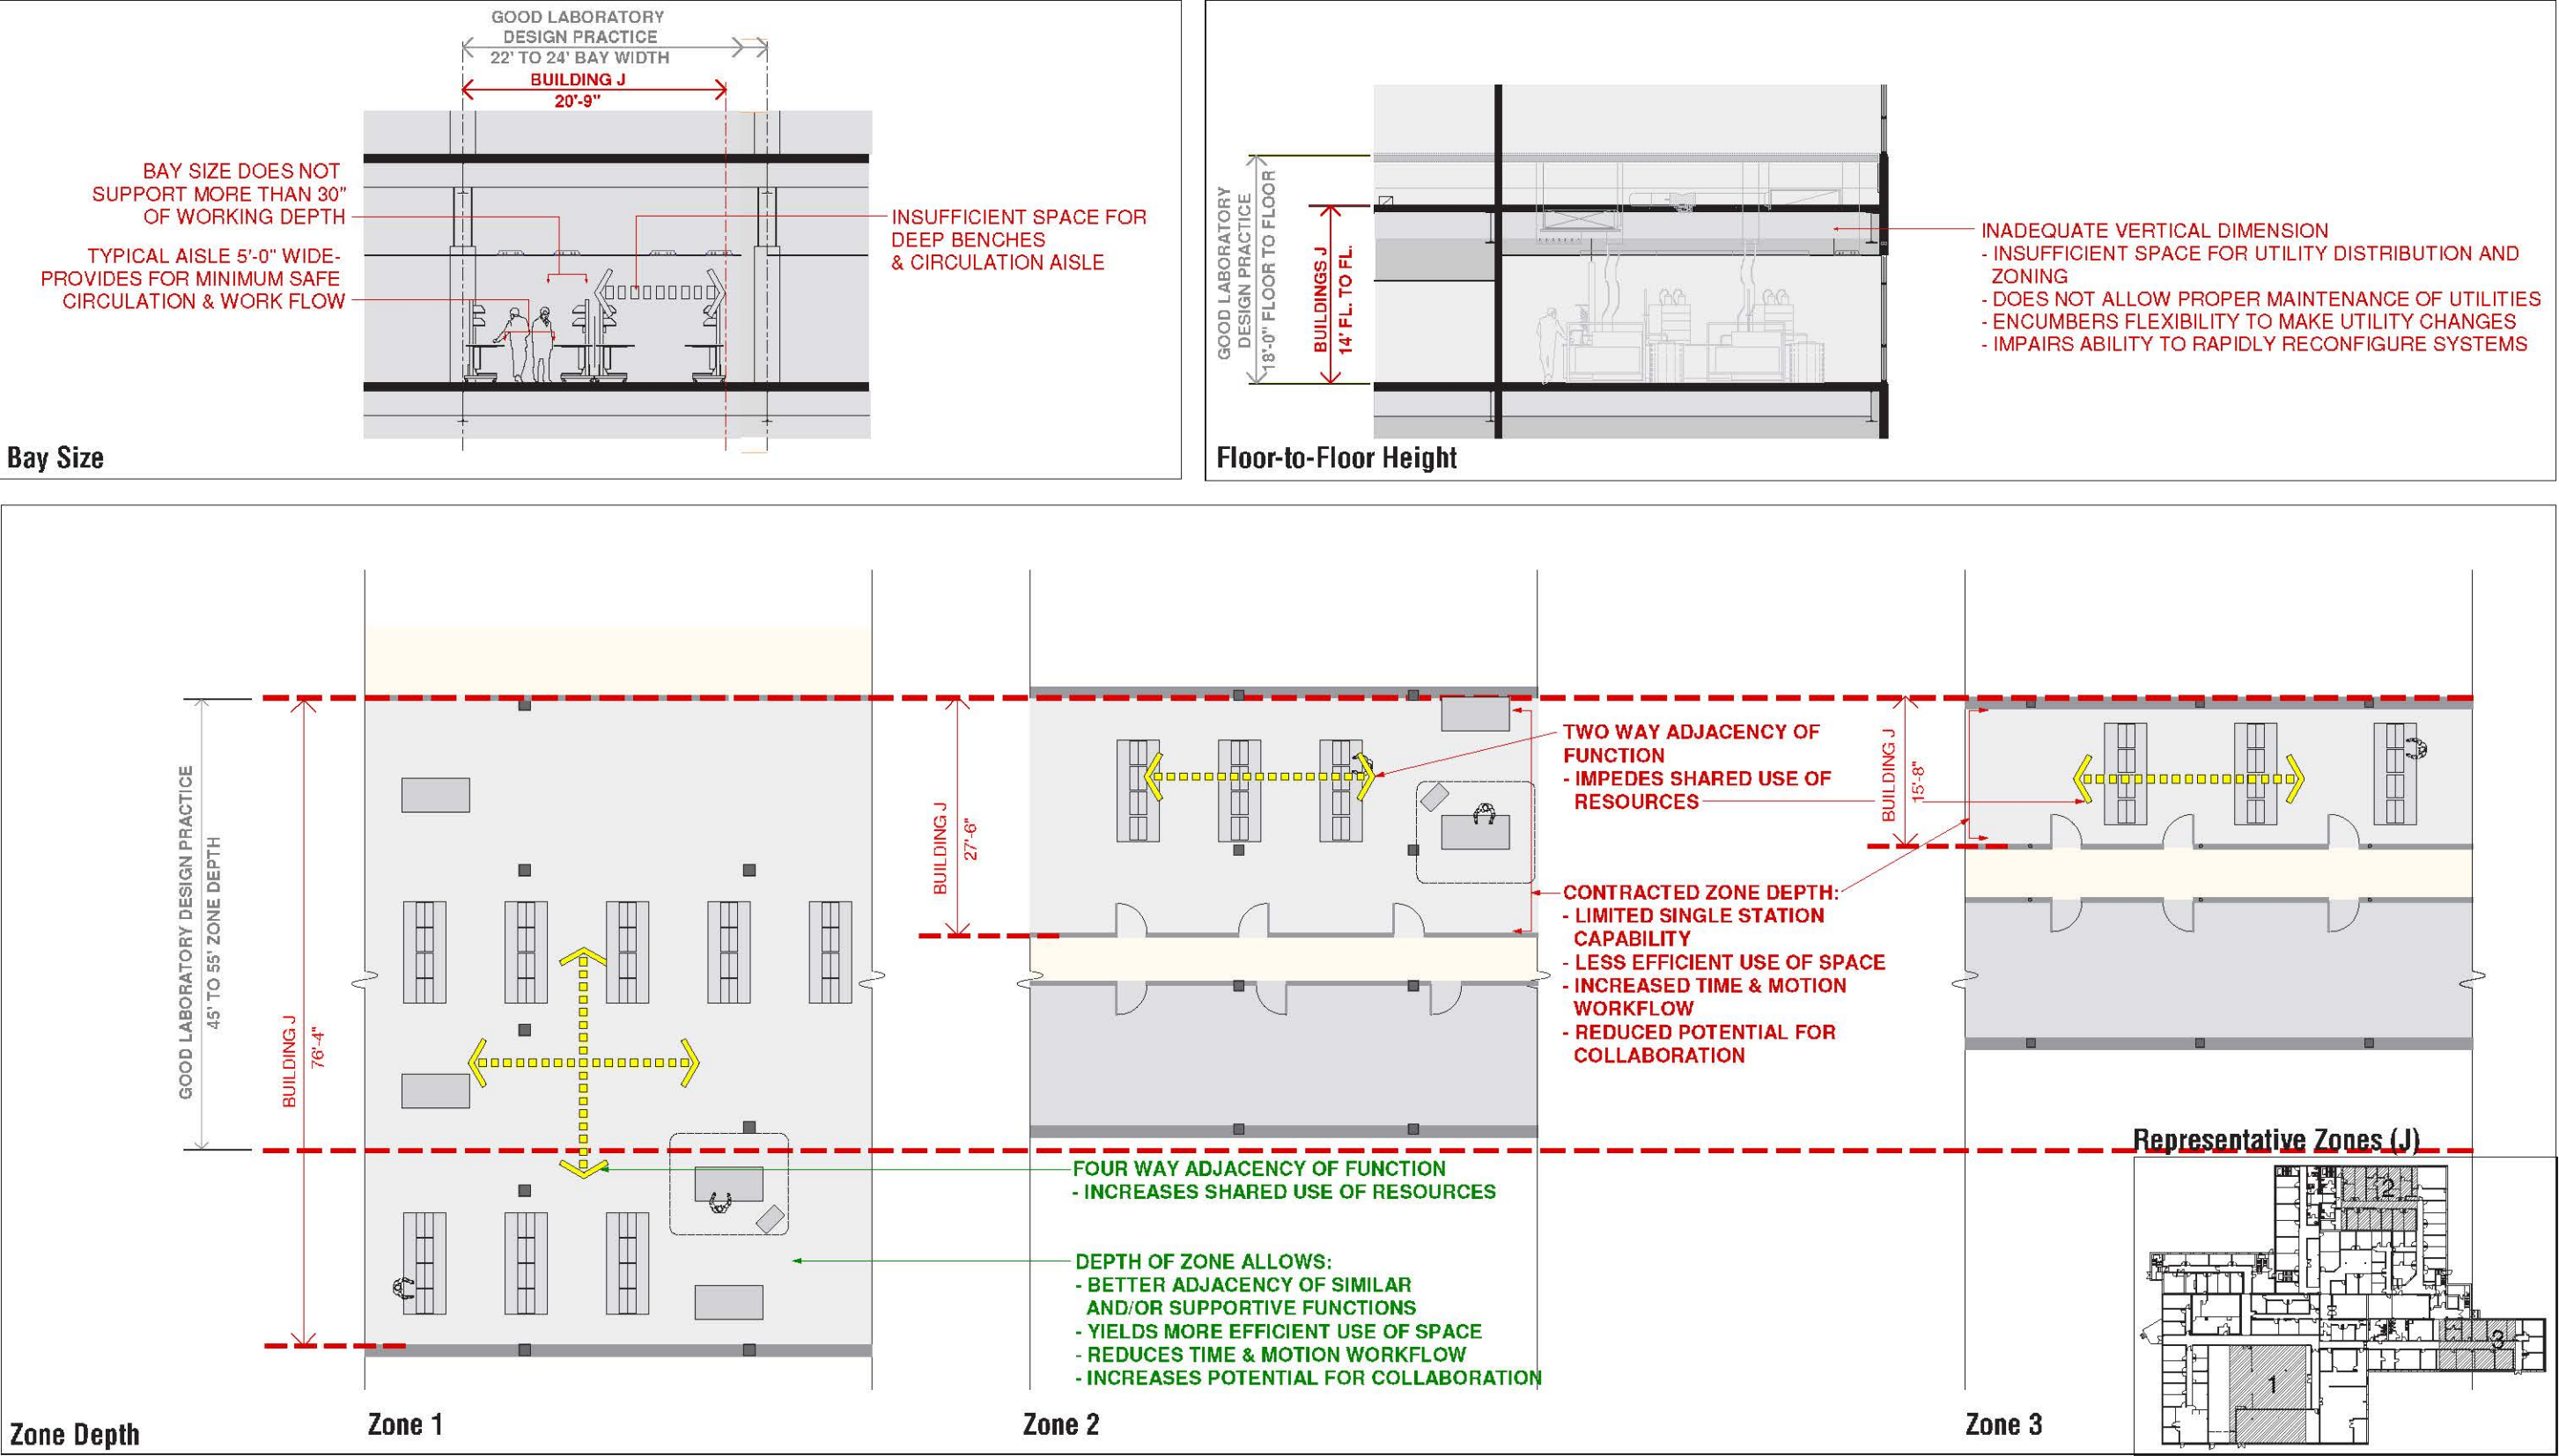 GOOD LABORATORY
DESIGN PRACTICE
22' TO 24' BAY WIDTH
BUILDING J
20'-9"
BAY SIZE DOES NOT
SUPPORT MORE THAN 30"
OF WORKING DEPTH
TYPICAL AISLE 5'-0" WIDE-
PROVIDES FOR MINIMUM SAFE
CIRCULATION & WORK FLOW
INSUFFICIENT SPACE FOR
DEEP BENCHES
& CIRCULATION AISLE
Bay Size
GOOD LABORATORY
DESIGN PRACTICE
18'-0" FLOOR TO FLOOR
BUILDINGS J
14' FL. TO FL.
INADEQUATE VERTICAL DIMENSION
- INSUFFICIENT SPACE FOR UTILITY DISTRIBUTION AND
ZONING
- DOES NOT ALLOW PROPER MAINTENANCE OF UTILITIES
- ENCUMBERS FLEXIBILITY TO MAKE UTILITY CHANGES
- IMPAIRS ABILITY TO RAPIDLY RECONFIGURE SYSTEMS
Floor-to-Floor Height
GOOD LABORATORY DESIGN PRACTICE
45' TO 55' ZONE DEPTH
BUILDING J
76'-4"
BUILDING J
27'-6"
TWO WAY ADJACENCY OF
FUNCTION
- IMPEDES SHARED USE OF
RESOURCES
BUILDING J
15'-8"
CONTRACTED ZONE DEPTH:
- LIMITED SINGLE STATION
CAPABILITY
- LESS EFFICIENT USE OF SPACE
- INCREASED TIME & MOTION
WORKFLOW
- REDUCED POTENTIAL FOR
COLLABORATION
FOUR WAY ADJACENCY OF FUNCTION
- INCREASES SHARED USE OF RESOURCES
DEPTH OF ZONE ALLOWS:
- BETTER ADJACENCY OF SIMILAR
AND/OR SUPPORTIVE FUNCTIONS
- YIELDS MORE EFFICIENT USE OF SPACE
- REDUCES TIME & MOTION WORKFLOW
- INCREASES POTENTIAL FOR COLLABORATION
Representative Zones (J)
2
3
1
Zone Depth
Zone 1
Zone 2
Zone 3